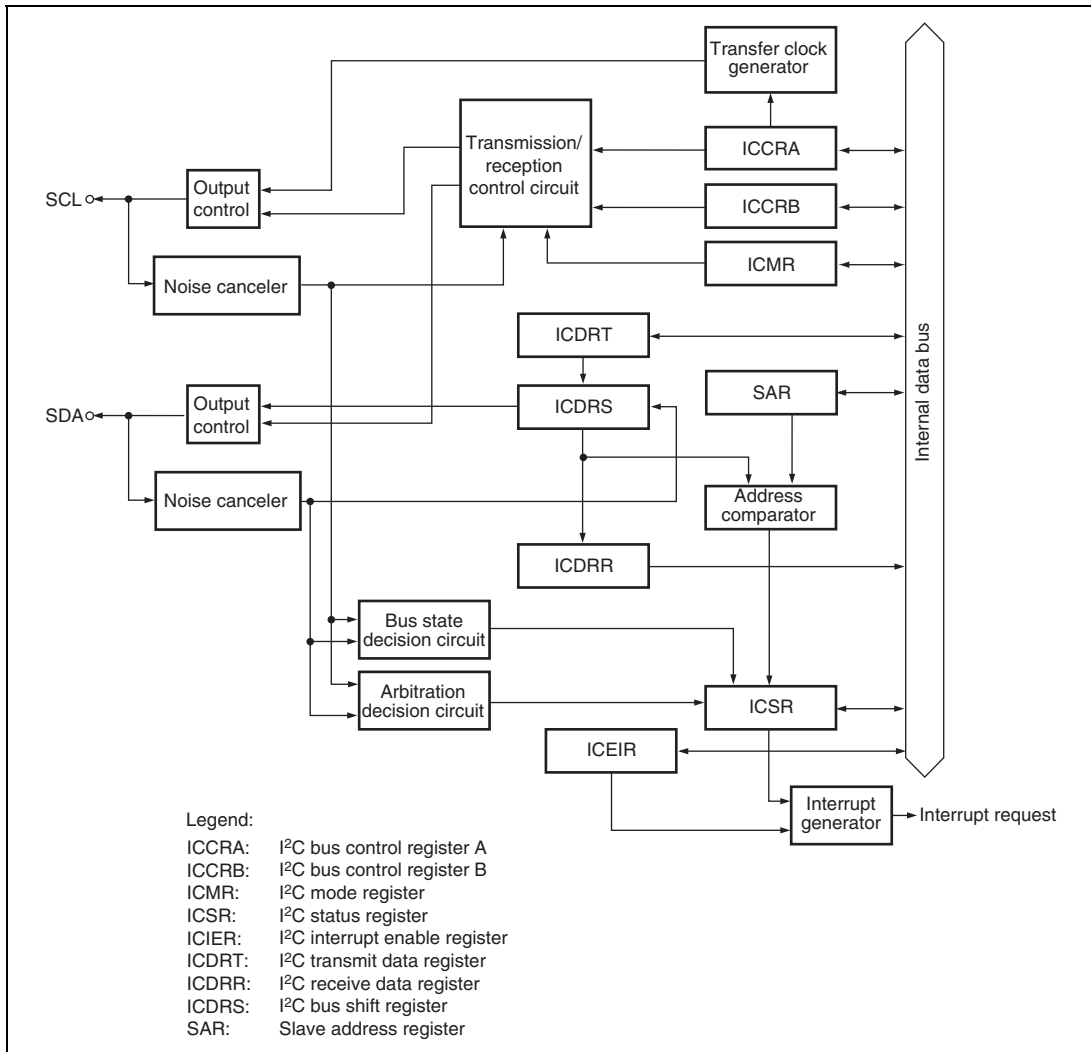 Transfer clock
generator
Transmission/
reception
control circuit
ICCRA
Output
control
SCL
ICCRB
ICMR
Noise canceler
ICDRT
Internal data bus
Output
control
SDA
ICDRS
SAR
Noise canceler
Address
comparator
ICDRR
Bus state
decision circuit
Arbitration
decision circuit
ICSR
ICEIR
Interrupt
generator
Interrupt request
Legend:
ICCRA: I²C bus control register A
ICCRB: I²C bus control register B
ICMR: I²C mode register
ICSR: I²C status register
ICIER: I²C interrupt enable register
ICDRT: I²C transmit data register
ICDRR: I²C receive data register
ICDRS: I²C bus shift register
SAR: Slave address register